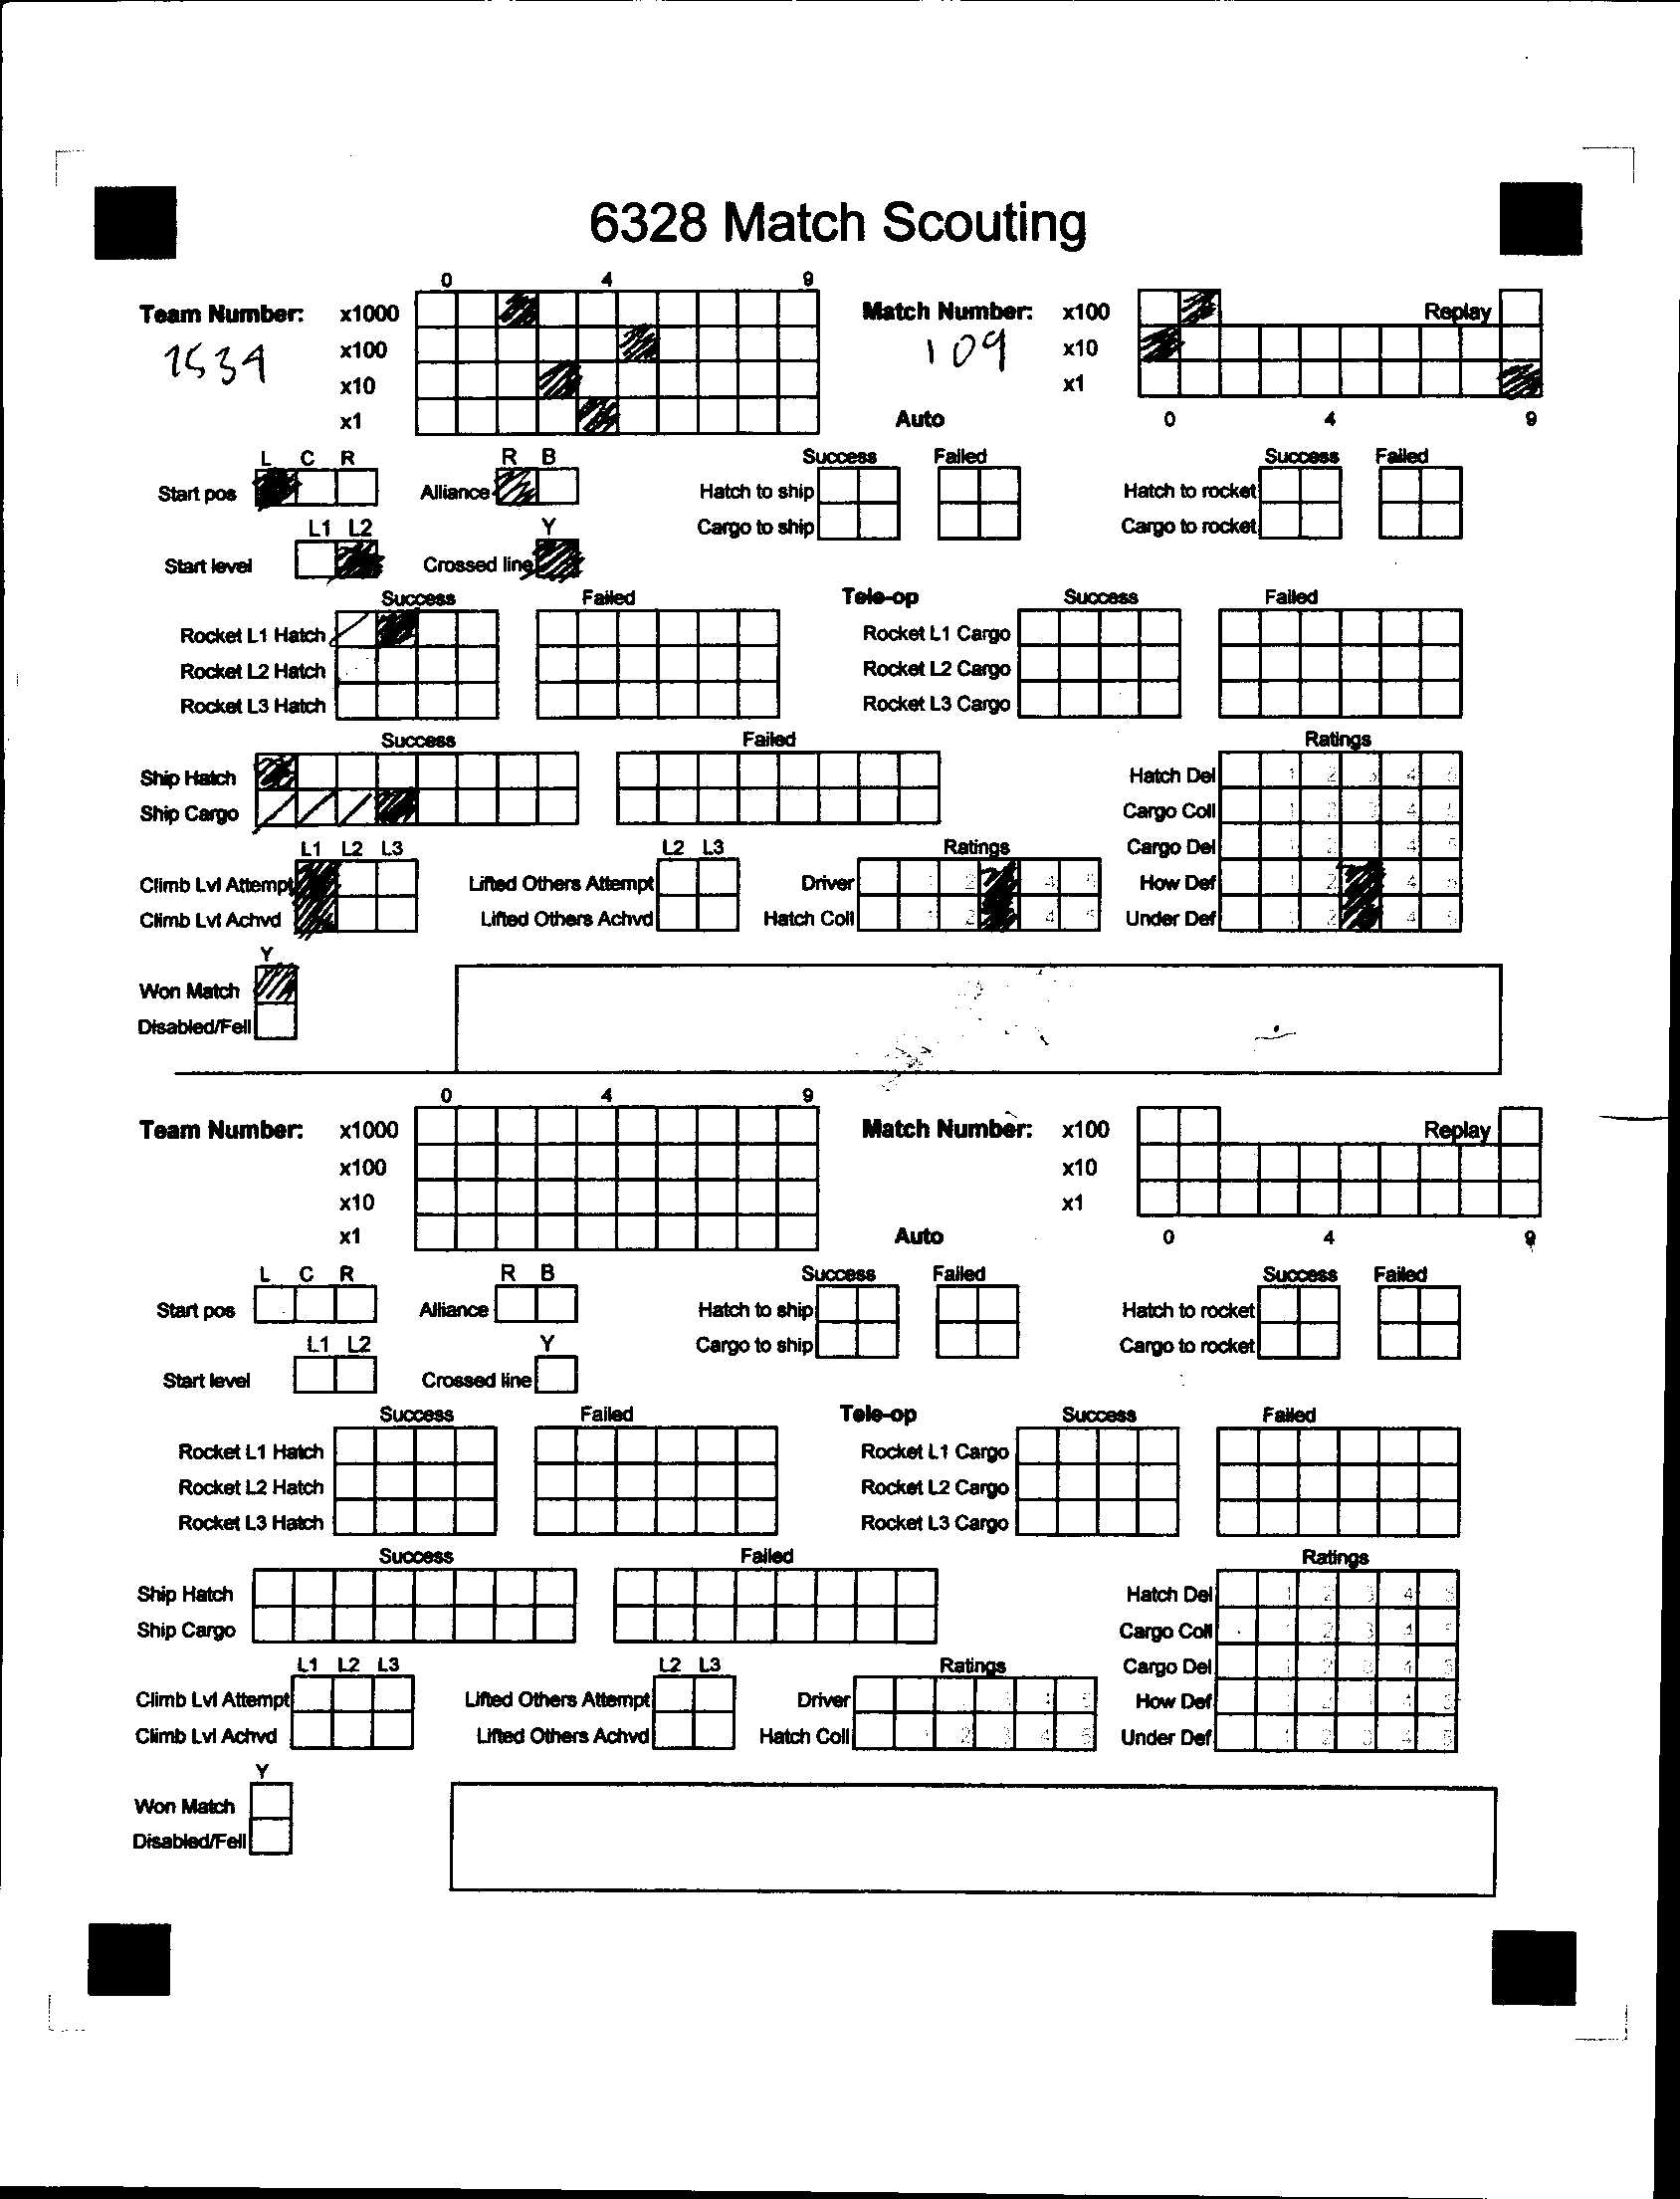 6328 Match Scouting
0 4 9
Team Number: x1000 Match Number: x100 Replay
x100 109 x10
x10 x1
x1 Auto 0 4 9
L C R R B Success Failed Success Failed
Start pos Alliance Hatch to ship Hatch to rocket
L1 L2 Y Cargo to ship Cargo to rocket
Start level Crossed line
Success Failed Tele-op Success Failed
Rocket L1 Hatch Rocket L1 Cargo
Rocket L2 Hatch Rocket L2 Cargo
Rocket L3 Hatch Rocket L3 Cargo
Success Failed Ratings
Ship Hatch Hatch Del 1 2 3 4 5
Ship Cargo Cargo Coll 1 2 3 4 5
L1 L2 L3 L2 L3 Ratings Cargo Del 1 2 3 4 5
Climb Lvl Attempt Lifted Others Attempt Driver 1 2 4 5 How Def 1 2 4 5
Climb Lvl Achvd Lifted Others Achvd Hatch Coll 1 2 4 5 Under Def 1 2 4 5
Y
Won Match
Disabled/Fell
0 4 9
Team Number: x1000 Match Number: x100 Replay
x100 x10
x10 x1
x1 Auto 0 4 9
L C R R B Success Failed Success Failed
Start pos Alliance Hatch to ship Hatch to rocket
L1 L2 Y Cargo to ship Cargo to rocket
Start level Crossed line
Success Failed Tele-op Success Failed
Rocket L1 Hatch Rocket L1 Cargo
Rocket L2 Hatch Rocket L2 Cargo
Rocket L3 Hatch Rocket L3 Cargo
Success Failed Ratings
Ship Hatch Hatch Del 1 2 3 4 5
Ship Cargo Cargo Coll 1 2 3 4 5
L1 L2 L3 L2 L3 Ratings Cargo Del 1 2 3 4 5
Climb Lvl Attempt Lifted Others Attempt Driver 4 5 How Def 2 3 4 5
Climb Lvl Achvd Lifted Others Achvd Hatch Coll 1 2 3 4 5 Under Def 1 2 3 4 5
Y
Won Match
Disabled/Fell